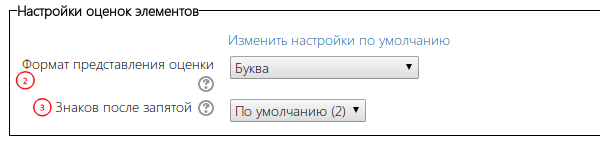 Настройки оценок элементов
Изменить настройки по умолчанию
Формат представления оценки
2 ? Буква
3 Знаков после запятой ? По умолчанию (2)